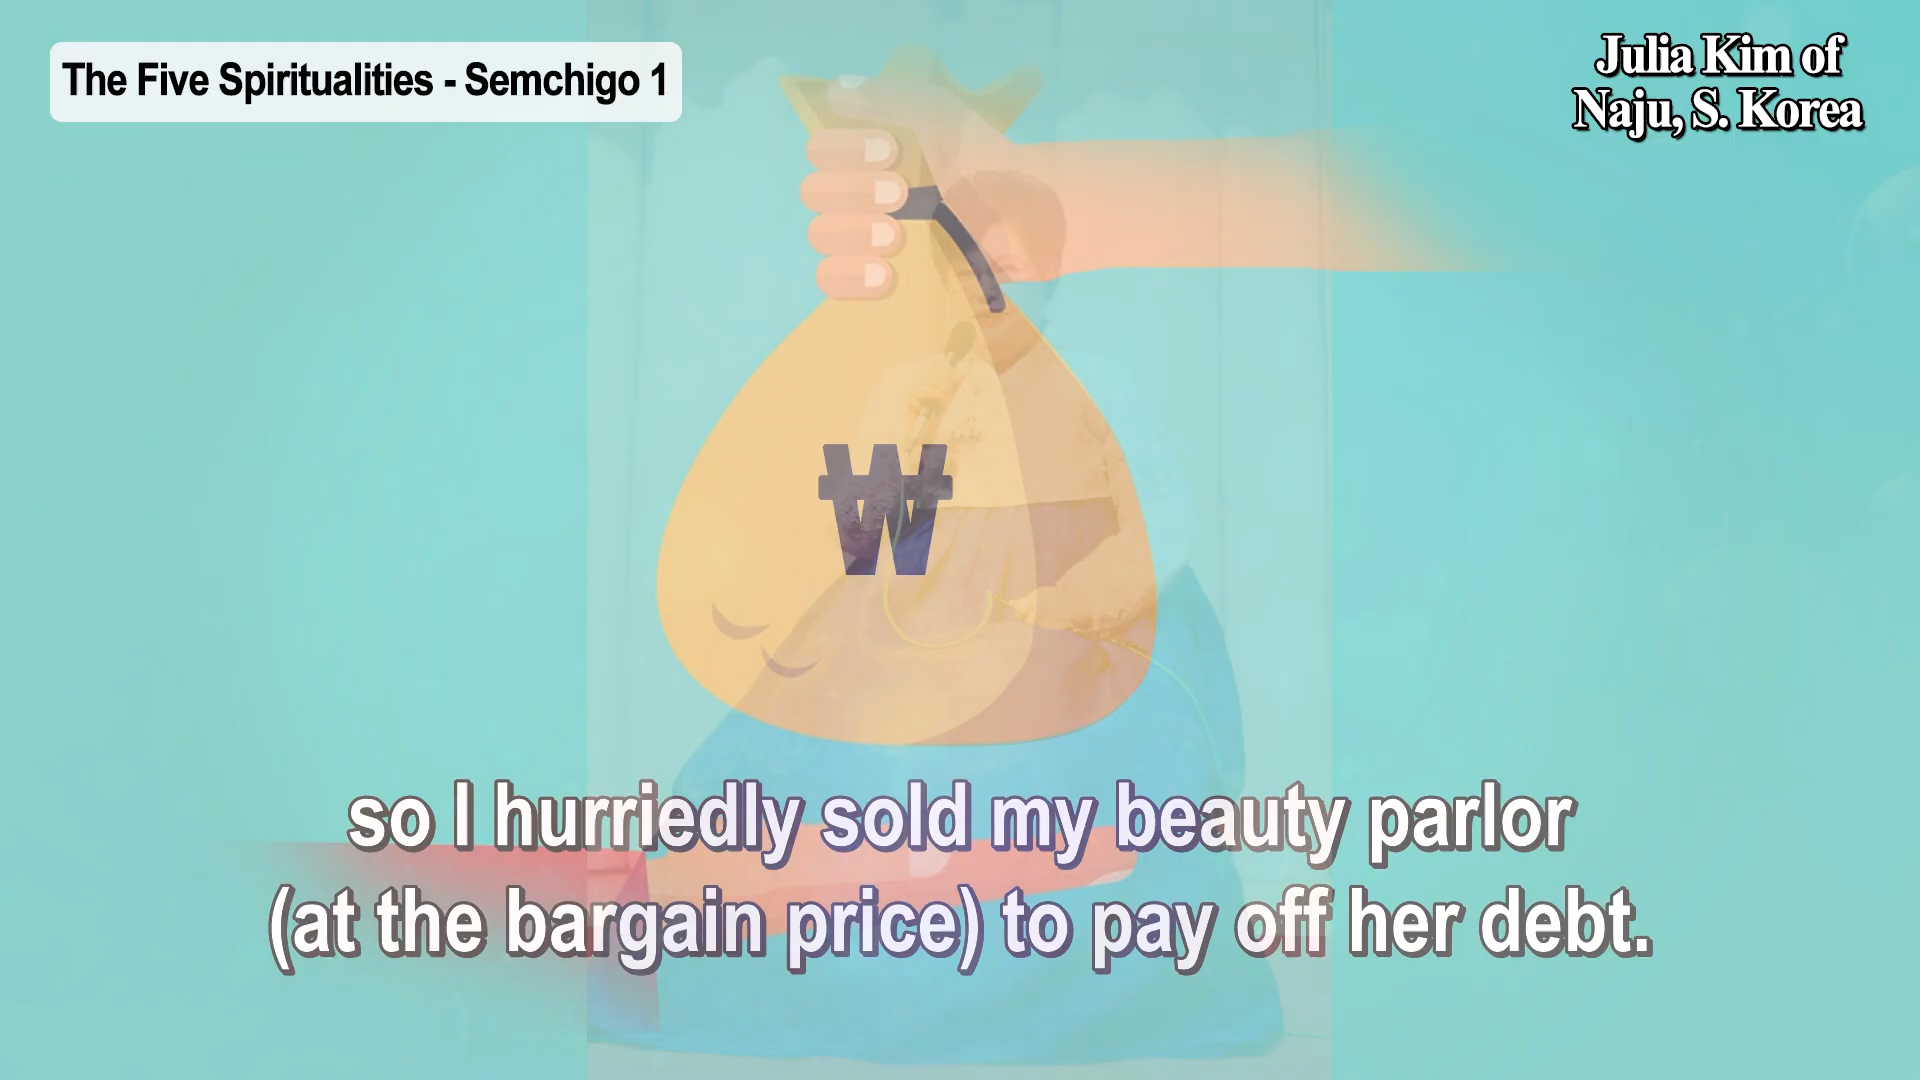 The Five Spiritualities - Semchigo 1
Julia Kim of
Naju, S. Korea
₩
so I hurriedly sold my beauty parlor
(at the bargain price) to pay off her debt.